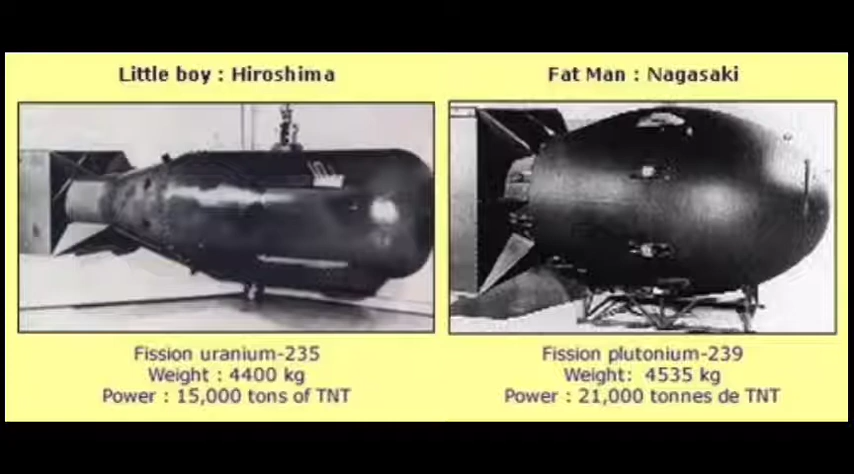 Little boy : Hiroshima
Fat Man : Nagasaki
Fission uranium-235
Weight : 4400 kg
Power : 15,000 tons of TNT
Fission plutonium-239
Weight: 4535 kg
Power : 21,000 tonnes de TNT